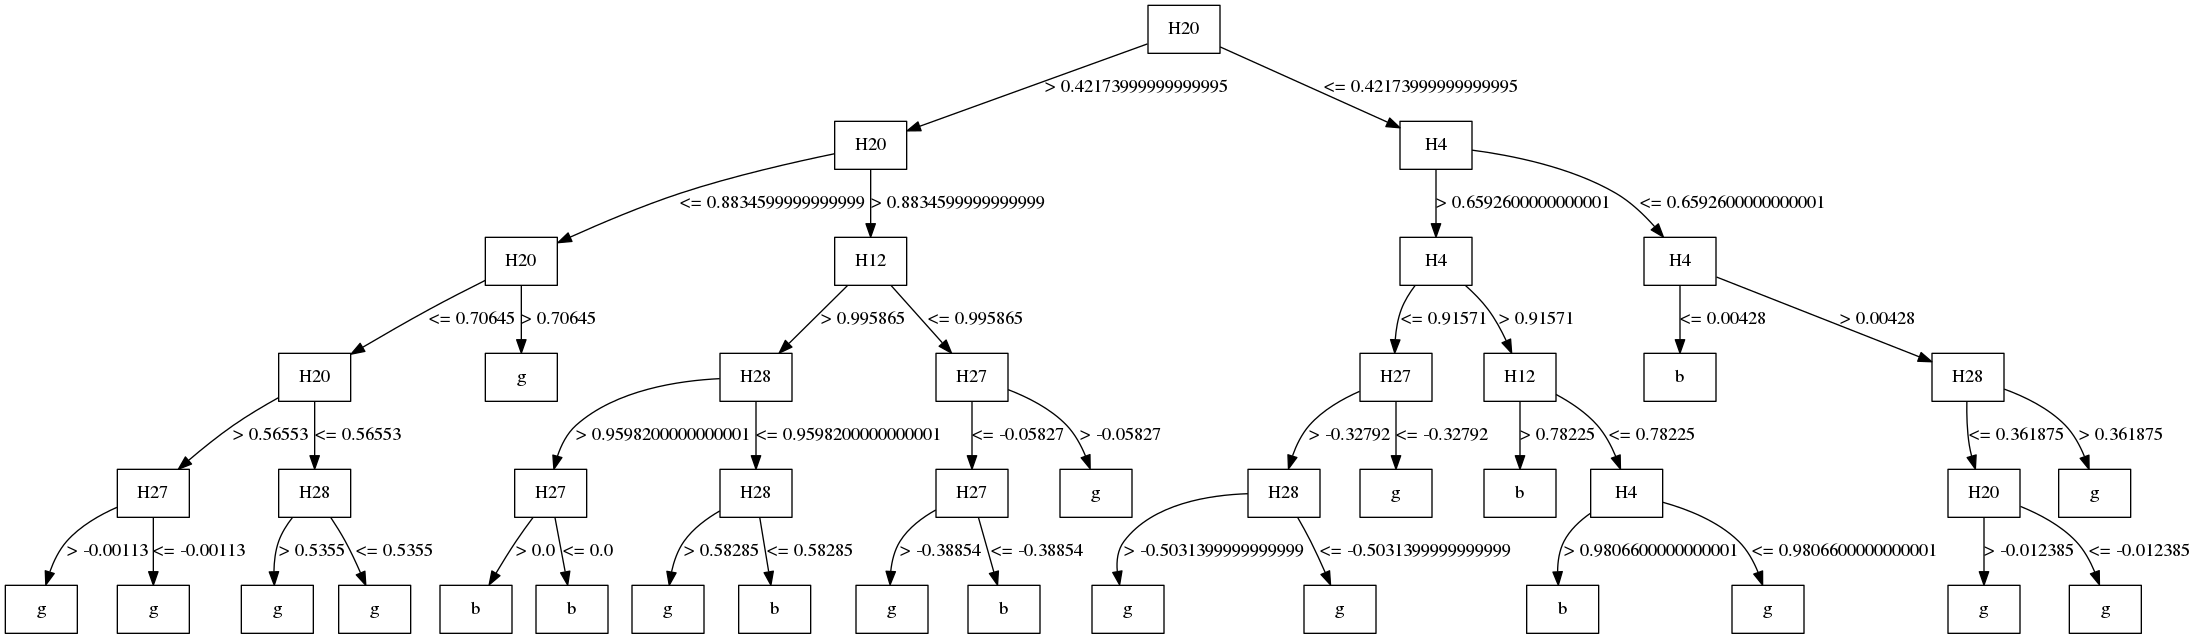 H20
> 0.42173999999999995 <= 0.42173999999999995
H20 H4
<= 0.8834599999999999 > 0.8834599999999999 > 0.6592600000000001 <= 0.6592600000000001
H20 H12 H4 H4
<= 0.70645 > 0.70645 > 0.995865 <= 0.995865 <= 0.91571 > 0.91571 <= 0.00428 > 0.00428
H20 g H28 H27 H27 H12 b H28
> 0.56553 <= 0.56553 > 0.9598200000000001 <= 0.9598200000000001 <= -0.05827 > -0.05827 > -0.32792 <= -0.32792 > 0.78225 <= 0.78225 <= 0.361875 > 0.361875
H27 H28 H27 H28 H27 g H28 g b H4 H20 g
> -0.00113 <= -0.00113 > 0.5355 <= 0.5355 > 0.0 <= 0.0 > 0.58285 <= 0.58285 > -0.38854 <= -0.38854 > -0.5031399999999999 <= -0.5031399999999999 > 0.9806600000000001 <= 0.9806600000000001 > -0.012385 <= -0.012385
g g g g b b g b g b g g b g g g